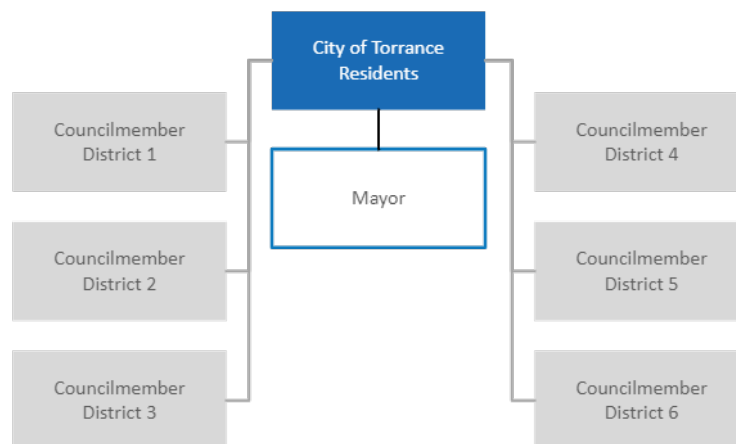 City of Torrance
Residents
Councilmember
District 1
Councilmember
District 4
Mayor
Councilmember
District 2
Councilmember
District 5
Councilmember
District 3
Councilmember
District 6